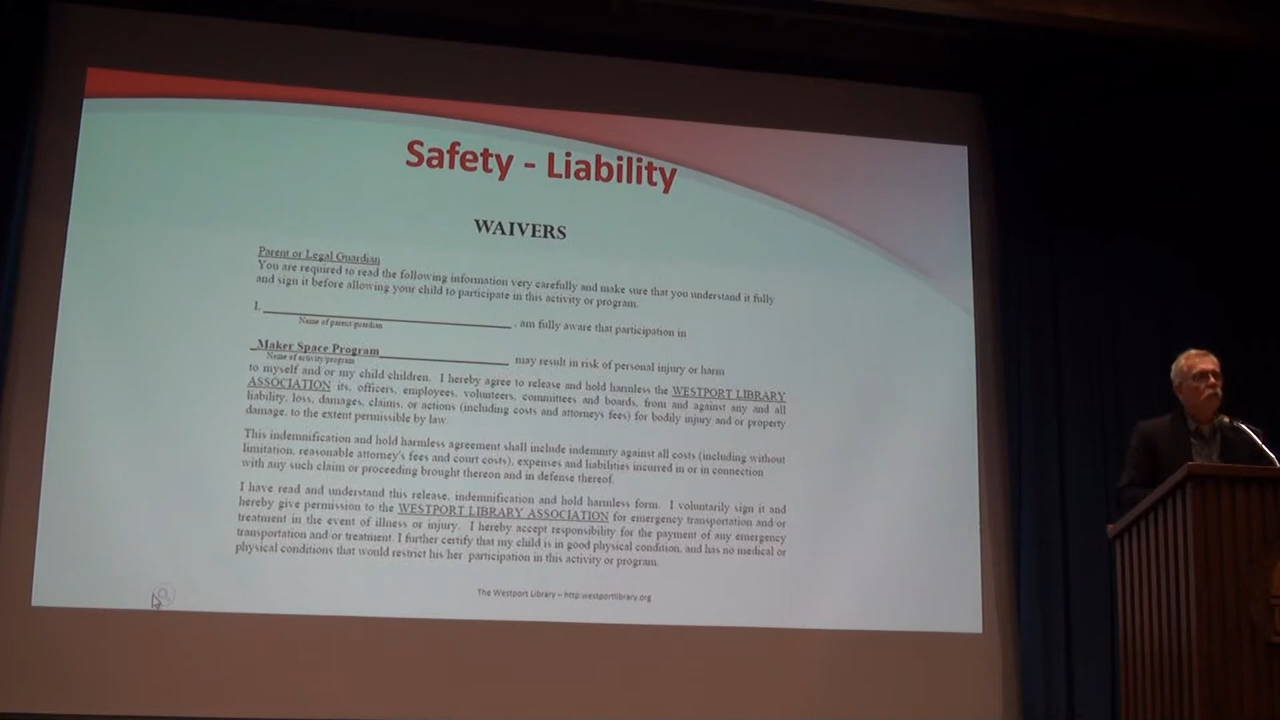 Safety - Liability
WAIVERS
Parent or Legal Guardian
You are required to read the following information very carefully and make sure that you understand it fully
and sign it before allowing your child to participate in this activity or program.
I, ______________________________, am fully aware that participation in
Name of parent/guardian
_Maker Space Program______________ may result in risk of personal injury or harm
Name of activity/program
to myself and or my child children. I hereby agree to release and hold harmless the WESTPORT LIBRARY
ASSOCIATION its, officers, employees, volunteers, committees and boards, from and against any and all
liability, loss, damages, claims, or actions (including costs and attorneys fees) for bodily injury and or property
damage, to the extent permissible by law.
This indemnification and hold harmless agreement shall include indemnity against all costs (including without
limitation, reasonable attorney's fees and court costs), expenses and liabilities incurred in or in connection
with any such claim or proceeding brought thereon and in defense thereof.
I have read and understand this release, indemnification and hold harmless form. I voluntarily sign it and
hereby give permission to the WESTPORT LIBRARY ASSOCIATION for emergency transportation and or
treatment in the event of illness or injury. I hereby accept responsibility for the payment of any emergency
transportation and or treatment. I further certify that my child is in good physical condition, and has no medical or
physical conditions that would restrict his her participation in this activity or program.
The Westport Library – http:westportlibrary.org